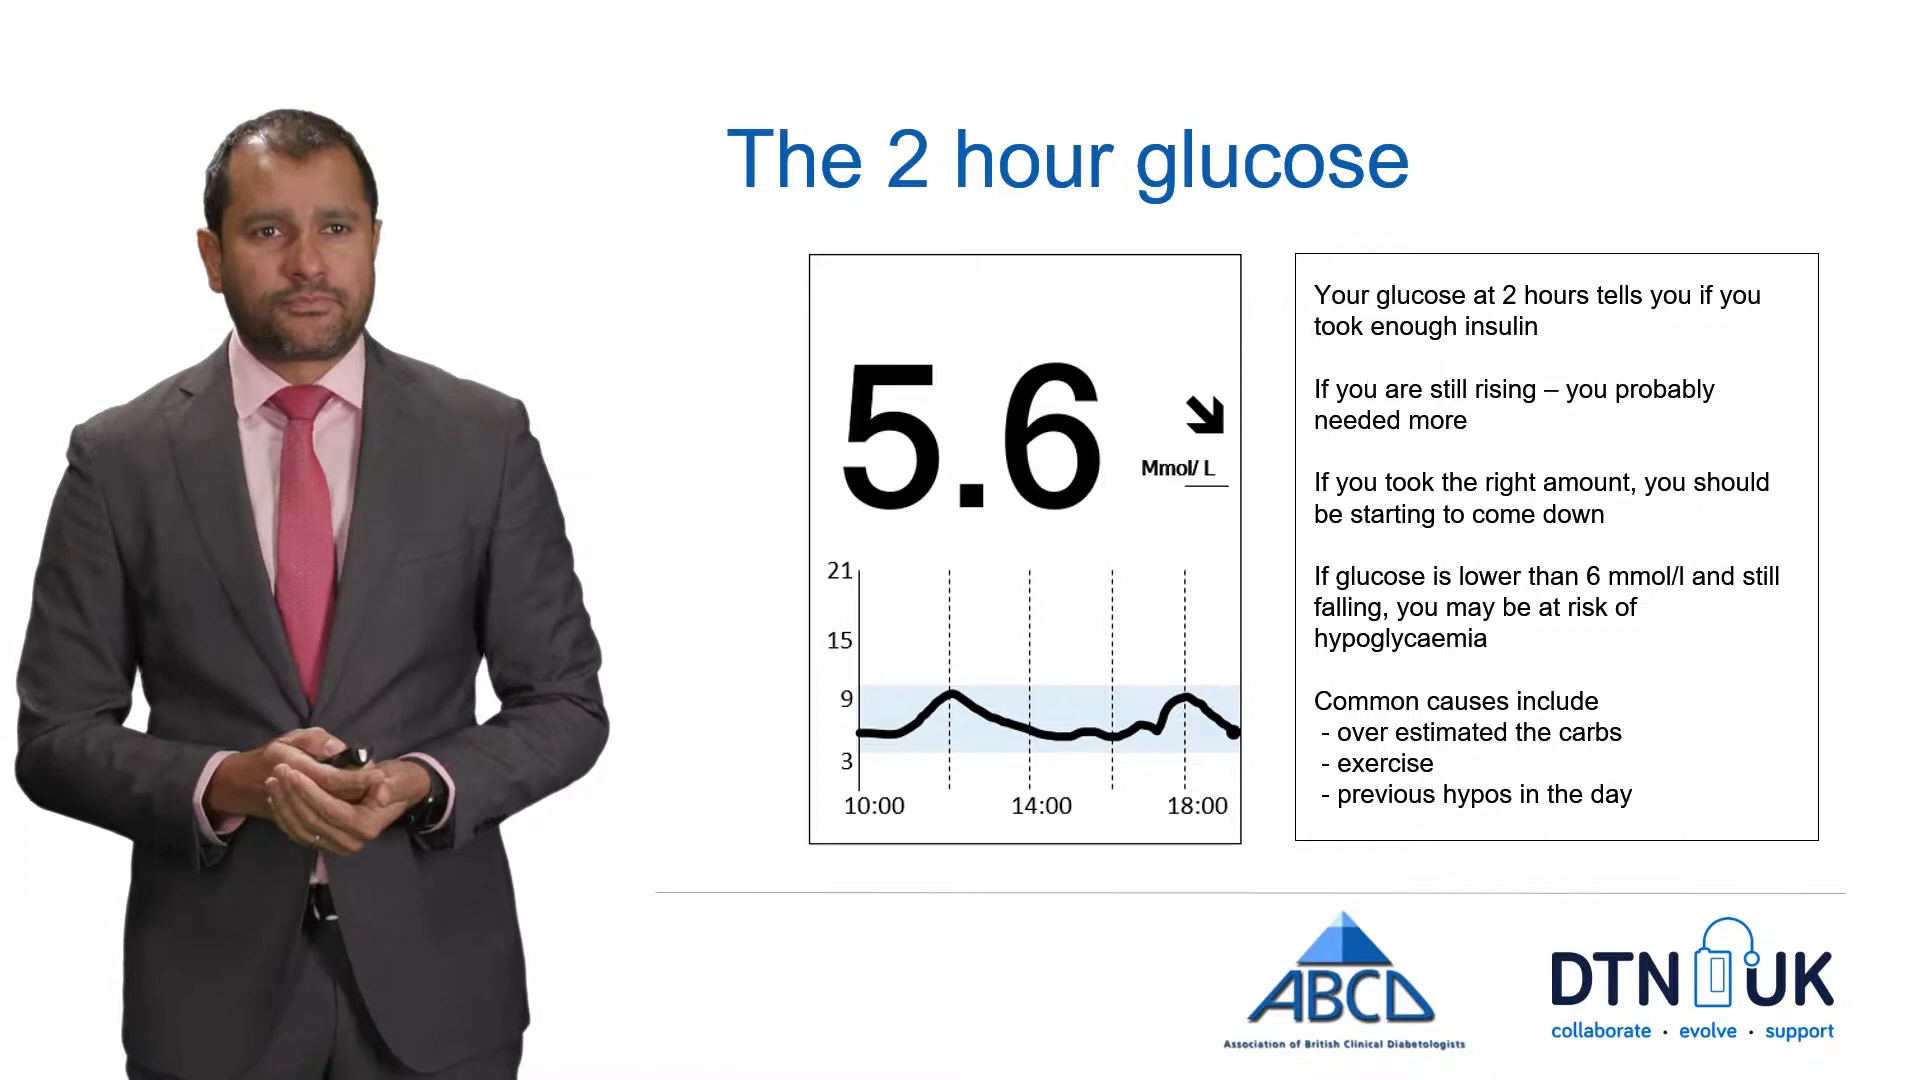 The 2 hour glucose
5.6
Mmol/ L
21
15
9
3
10:00 14:00 18:00
Your glucose at 2 hours tells you if you
took enough insulin
If you are still rising – you probably
needed more
If you took the right amount, you should
be starting to come down
If glucose is lower than 6 mmol/l and still
falling, you may be at risk of
hypoglycaemia
Common causes include
- over estimated the carbs
- exercise
- previous hypos in the day
ABCD
Association of British Clinical Diabetologists
DTN UK
collaborate · evolve · support